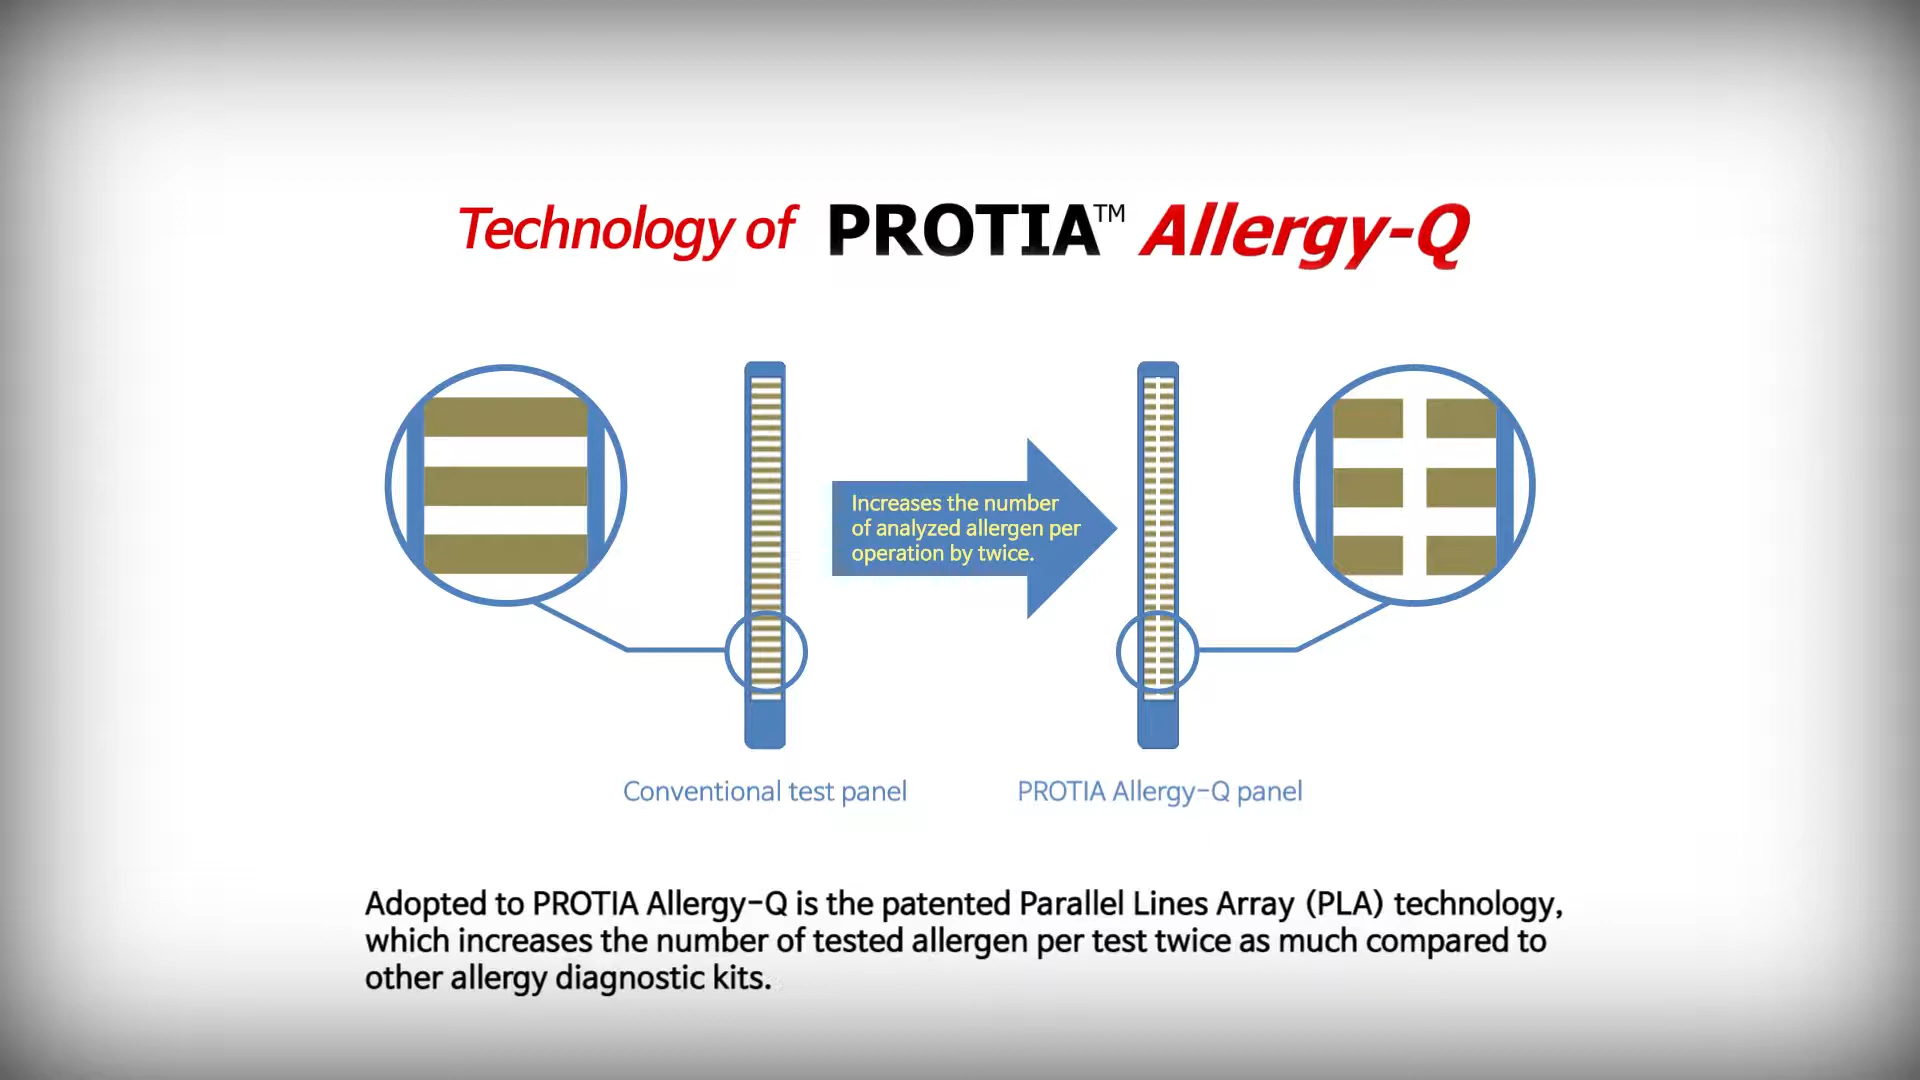 Technology of PROTIA™ Allergy-Q
Increases the number
of analyzed allergen per
operation by twice.
Conventional test panel
PROTIA Allergy-Q panel
Adopted to PROTIA Allergy-Q is the patented Parallel Lines Array (PLA) technology,
which increases the number of tested allergen per test twice as much compared to
other allergy diagnostic kits.